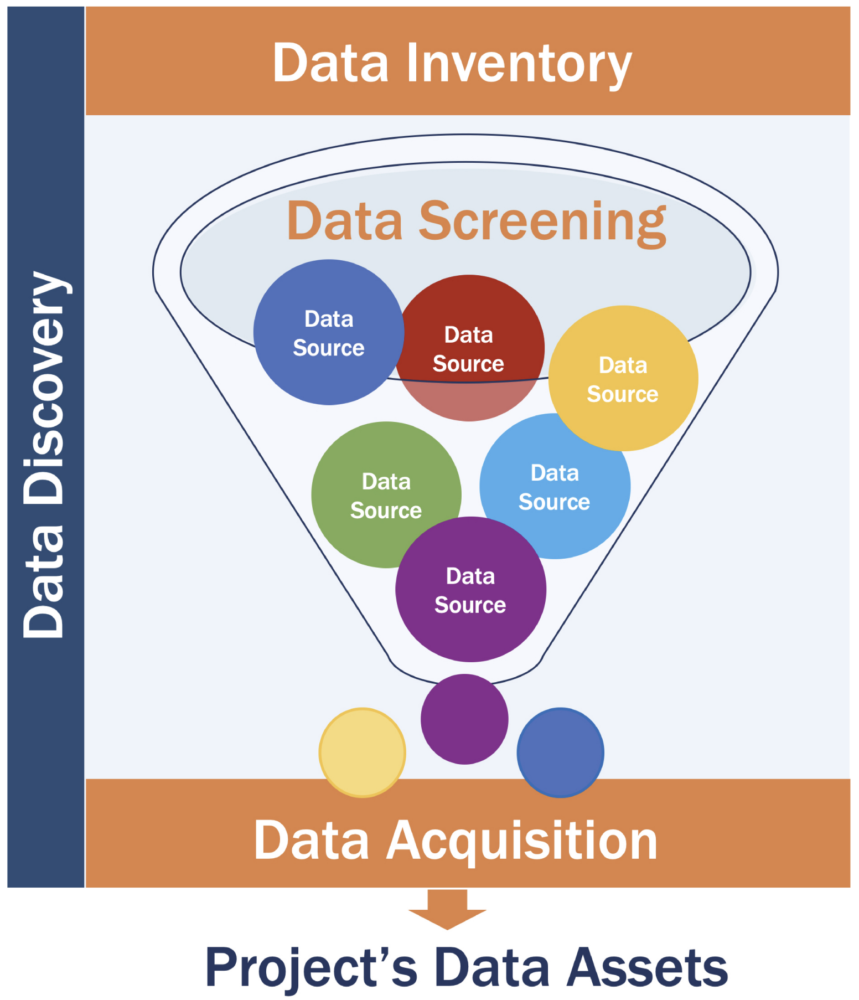 Data Discovery
Data Inventory
Data Screening
Data
Source
Data
Source
Data
Source
Data
Source
Data
Source
Data
Source
Data Acquisition
Project’s Data Assets